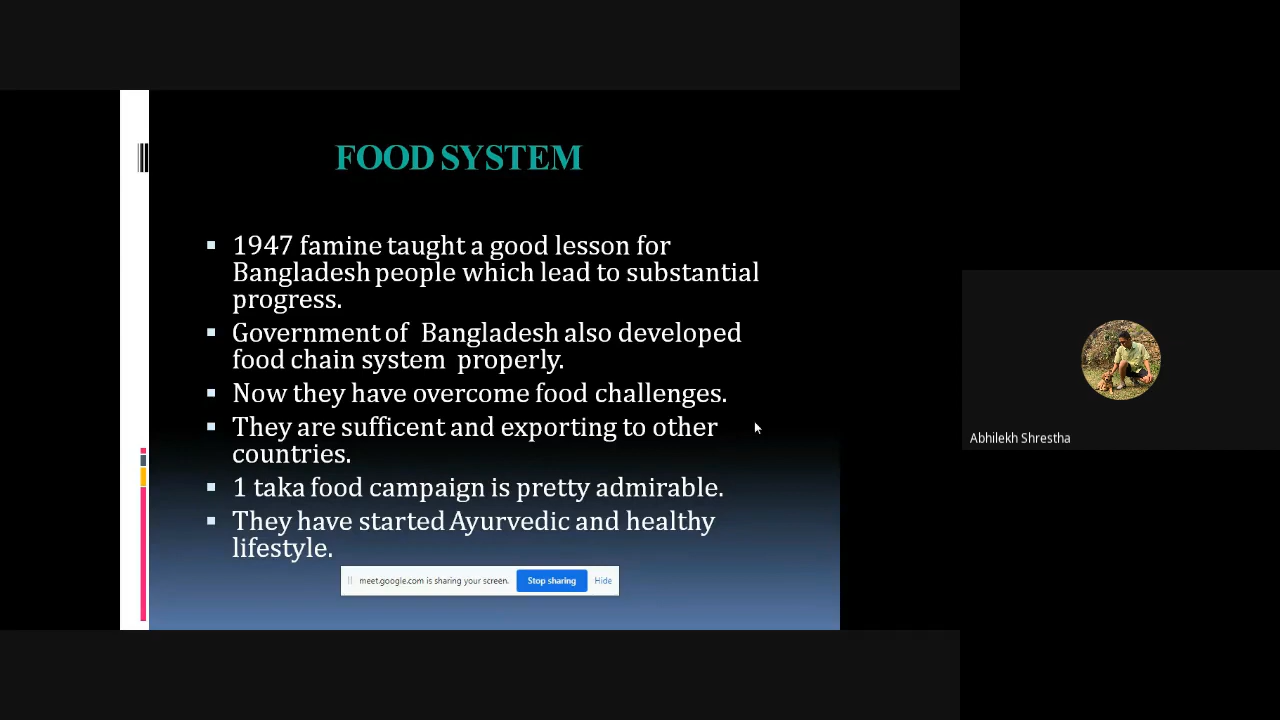 FOOD SYSTEM
1947 famine taught a good lesson for
Bangladesh people which lead to substantial
progress.
Government of Bangladesh also developed
food chain system properly.
Now they have overcome food challenges.
They are sufficent and exporting to other
countries.
1 taka food campaign is pretty admirable.
They have started Ayurvedic and healthy
lifestyle.
meet.google.com is sharing your screen.
Stop sharing
Hide
Abhilekh Shrestha